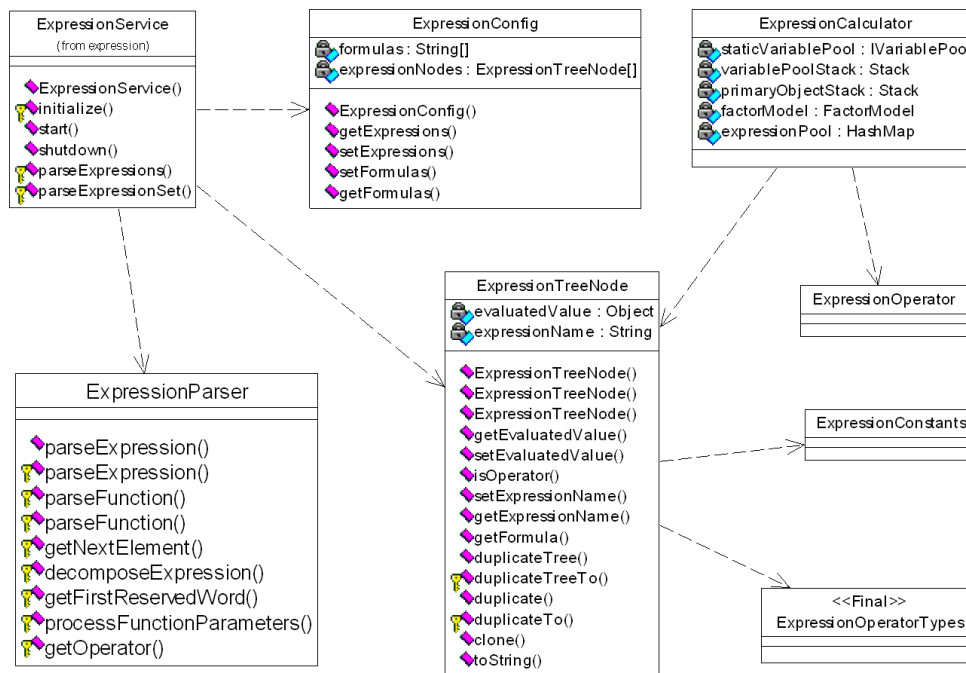 ExpressionService
(from expression)
ExpressionService()
initialize()
start()
shutdown()
parseExpressions()
parseExpressionSet()
ExpressionConfig
formulas : String[]
expressionNodes : ExpressionTreeNode[]
ExpressionConfig()
getExpressions()
setExpressions()
setFormulas()
getFormulas()
ExpressionCalculator
staticVariablePool : IVariablePool
variablePoolStack : Stack
primaryObjectStack : Stack
factorModel : FactorModel
expressionPool : HashMap
ExpressionParser
parseExpression()
parseExpression()
parseFunction()
parseFunction()
getNextElement()
decomposeExpression()
getFirstReservedWord()
processFunctionParameters()
getOperator()
ExpressionTreeNode
evaluatedValue : Object
expressionName : String
ExpressionTreeNode()
ExpressionTreeNode()
ExpressionTreeNode()
getEvaluatedValue()
setEvaluatedValue()
isOperator()
setExpressionName()
getExpressionName()
getFormula()
duplicateTree()
duplicateTreeTo()
duplicate()
duplicateTo()
clone()
toString()
ExpressionOperator
ExpressionConstants
<<Final>>
ExpressionOperatorTypes